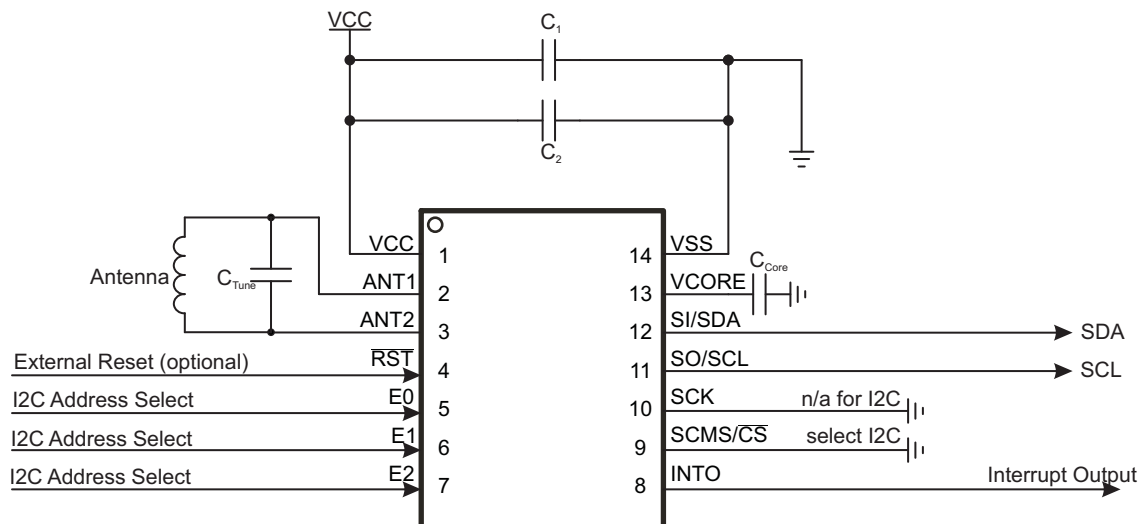 VCC
C1
C2
VCC 1 14 VSS
Antenna CTune ANT1 2 13 VCORE CCore
ANT2 3 12 SI/SDA SDA
External Reset (optional) RST 4 11 SO/SCL SCL
I2C Address Select E0 5 10 SCK n/a for I2C
I2C Address Select E1 6 9 SCMS/CS select I2C
I2C Address Select E2 7 8 INTO Interrupt Output